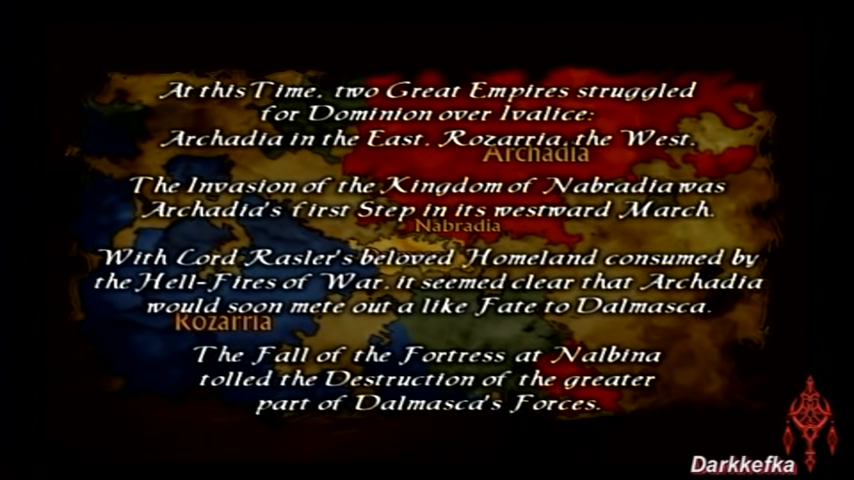 At this Time, two Great Empires struggled
for Dominion over Ivalice:
Archadia in the East, Rozarria, the West.
Archadia
The Invasion of the Kingdom of Nabradia was
Archadia's first Step in its westward March.
Nabradia
With Lord Rasler's beloved Homeland consumed by
the Hell-Fires of War, it seemed clear that Archadia
would soon mete out a like Fate to Dalmasca.
Rozarria
The Fall of the Fortress at Nalbina
tolled the Destruction of the greater
part of Dalmasca's Forces.
Darkkefka